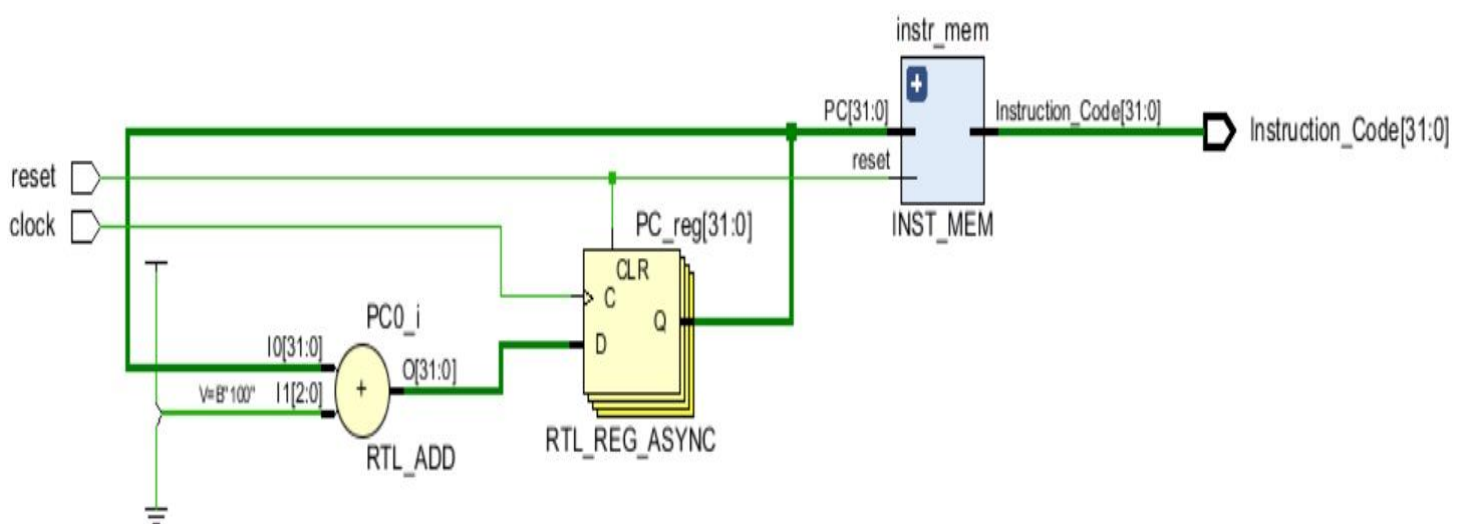 instr_mem
PC[31:0]
Instruction_Code[31:0]
Instruction_Code[31:0]
reset
reset
clock
INST_MEM
PC_reg[31:0]
CLR
C
Q
D
RTL_REG_ASYNC
PC0_i
I0[31:0]
O[31:0]
V=B"100"
I1[2:0]
+
RTL_ADD